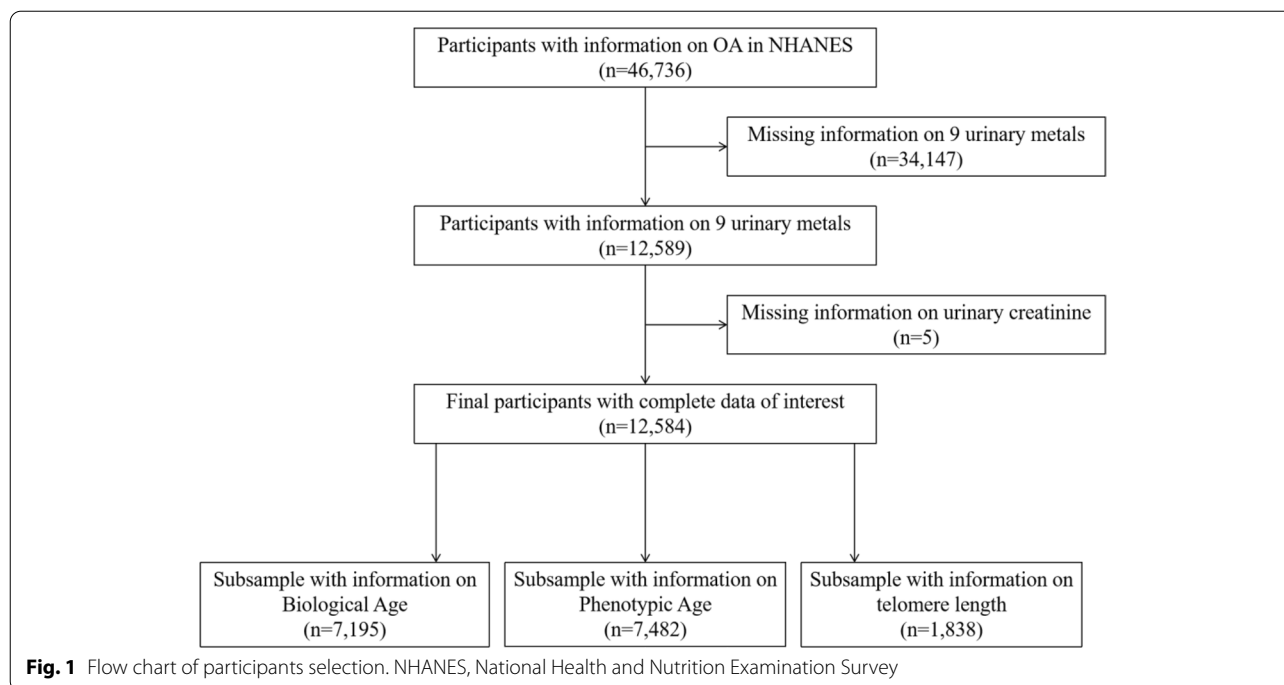 Participants with information on OA in NHANES
(n=46,736)
Missing information on 9 urinary metals
(n=34,147)
Participants with information on 9 urinary metals
(n=12,589)
Missing information on urinary creatinine
(n=5)
Final participants with complete data of interest
(n=12,584)
Subsample with information on
Biological Age
(n=7,195)
Subsample with information on
Phenotypic Age
(n=7,482)
Subsample with information on
telomere length
(n=1,838)
Fig. 1 Flow chart of participants selection. NHANES, National Health and Nutrition Examination Survey